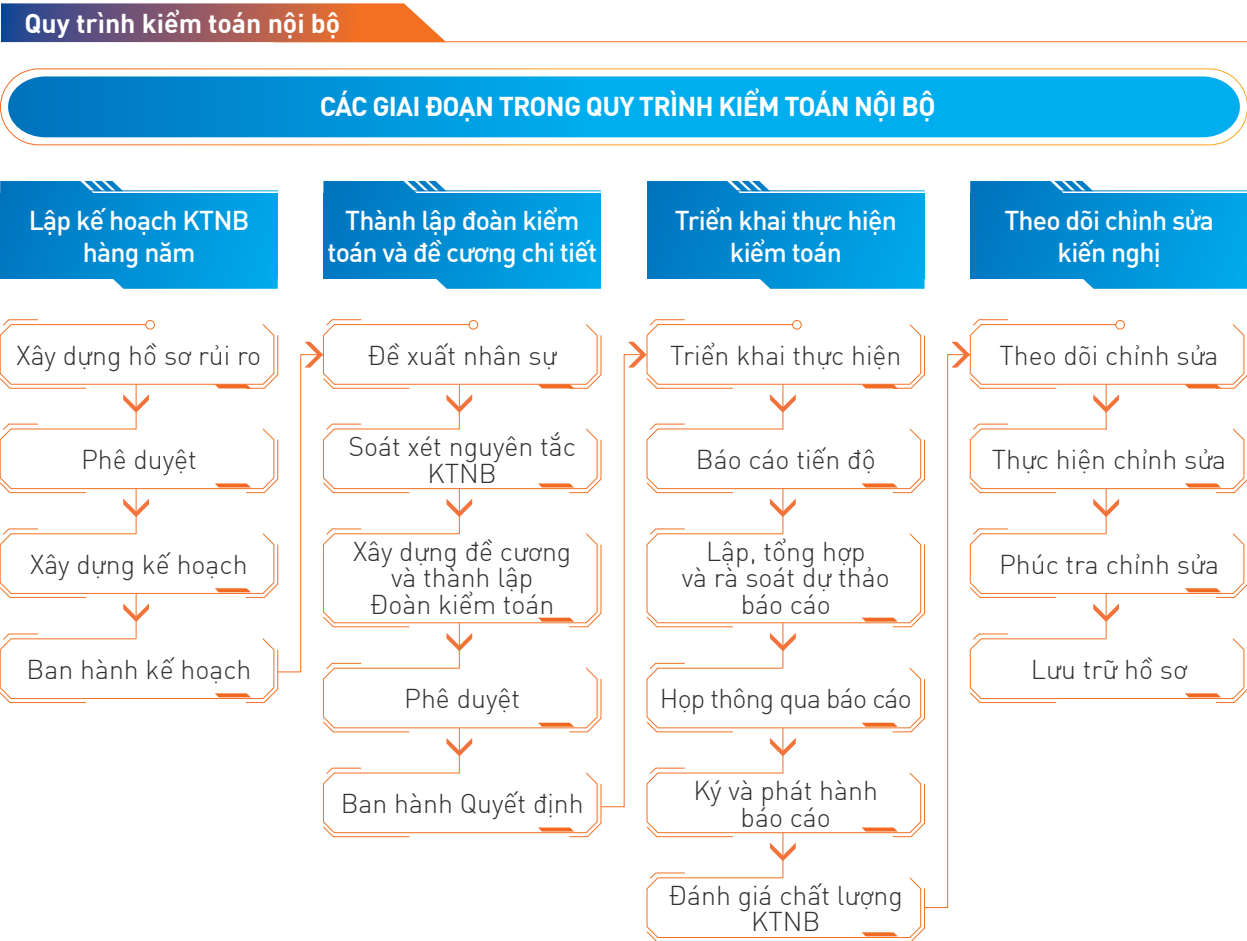 Quy trình kiểm toán nội bộ
CÁC GIAI ĐOẠN TRONG QUY TRÌNH KIỂM TOÁN NỘI BỘ
Lập kế hoạch KTNB
hàng năm
Xây dựng hồ sơ rủi ro
Phê duyệt
Xây dựng kế hoạch
Ban hành kế hoạch
Thành lập đoàn kiểm
toán và đề cương chi tiết
Đề xuất nhân sự
Soát xét nguyên tắc
KTNB
Xây dựng đề cương
và thành lập
Đoàn kiểm toán
Phê duyệt
Ban hành Quyết định
Triển khai thực hiện
kiểm toán
Triển khai thực hiện
Báo cáo tiến độ
Lập, tổng hợp
và rà soát dự thảo
báo cáo
Họp thông qua báo cáo
Ký và phát hành
báo cáo
Đánh giá chất lượng
KTNB
Theo dõi chỉnh sửa
kiến nghị
Theo dõi chỉnh sửa
Thực hiện chỉnh sửa
Phúc tra chỉnh sửa
Lưu trữ hồ sơ